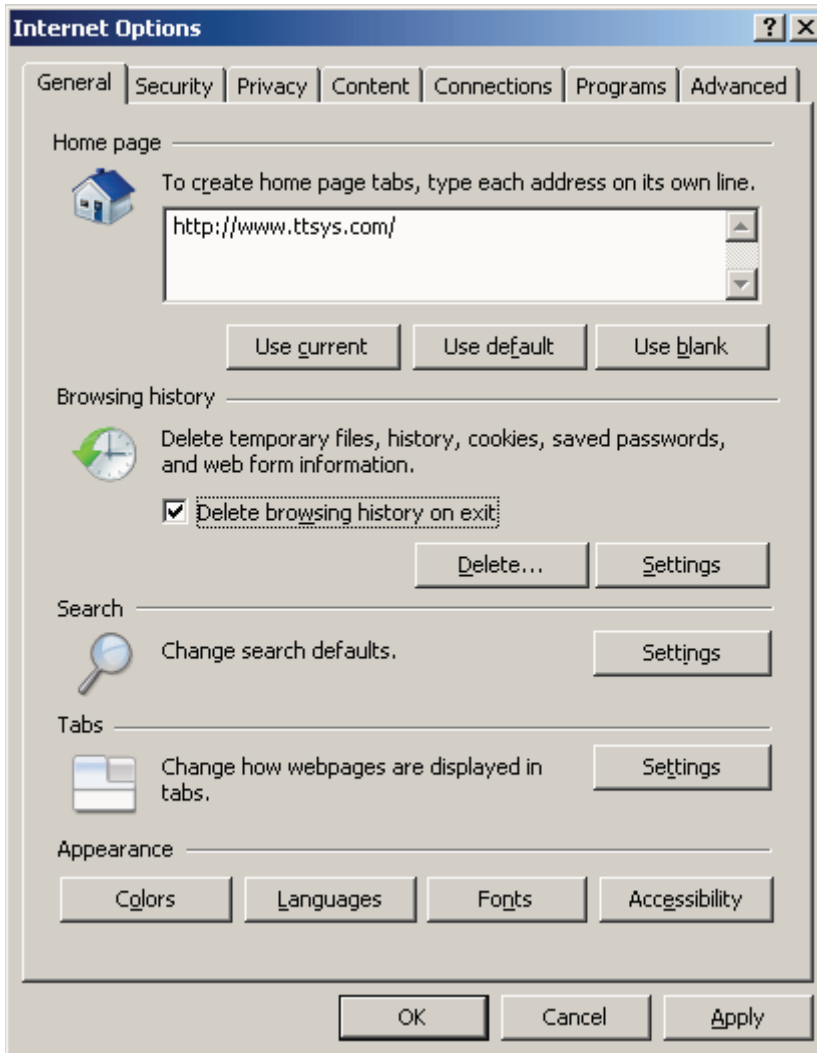 Internet Options
General Security Privacy Content Connections Programs Advanced
Home page
To create home page tabs, type each address on its own line.
http://www.ttsys.com/
Use current Use default Use blank
Browsing history
Delete temporary files, history, cookies, saved passwords,
and web form information.
Delete browsing history on exit
Delete... Settings
Search
Change search defaults. Settings
Tabs
Change how webpages are displayed in Settings
tabs.
Appearance
Colors Languages Fonts Accessibility
OK Cancel Apply